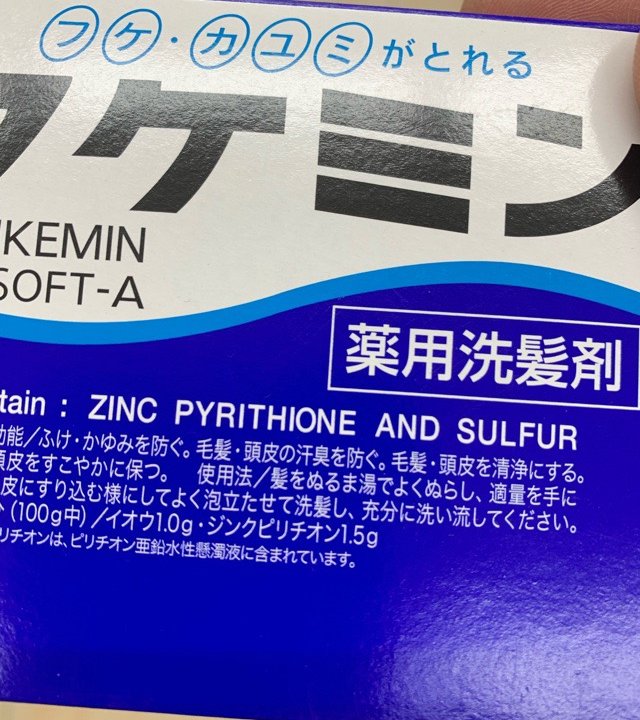 フケ・カユミがとれる
ケミン
KEMIN
SOFT-A
薬用洗髪剤
tain : ZINC PYRITHIONE AND SULFUR
効能／ふけ・かゆみを防ぐ。毛髪・頭皮の汗臭を防ぐ。毛髪・頭皮を清浄にする。
頭皮をすこやかに保つ。 使用法／髪をぬるま湯でよくぬらし、適量を手に
皮にすり込む様にしてよく泡立たせて洗髪し、充分に洗い流してください。
(100g中)／イオウ1.0g・ジンクピリチオン1.5g
リチオンは、ピリチオン亜鉛水性懸濁液に含まれています。